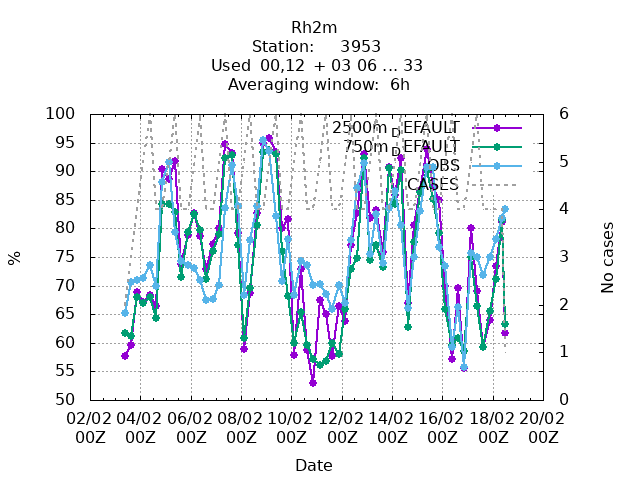 Rh2m
Station: 3953
Used 00,12 + 03 06 ... 33
Averaging window: 6h
100
95
90
85
80
75
70
65
60
55
50
%
6
5
4
3
2
1
0
No cases
2500m_DEFAULT
750m_DEFAULT
OBS
CASES
02/02 04/02 06/02 08/02 10/02 12/02 14/02 16/02 18/02 20/02
00Z 00Z 00Z 00Z 00Z 00Z 00Z 00Z 00Z 00Z
Date